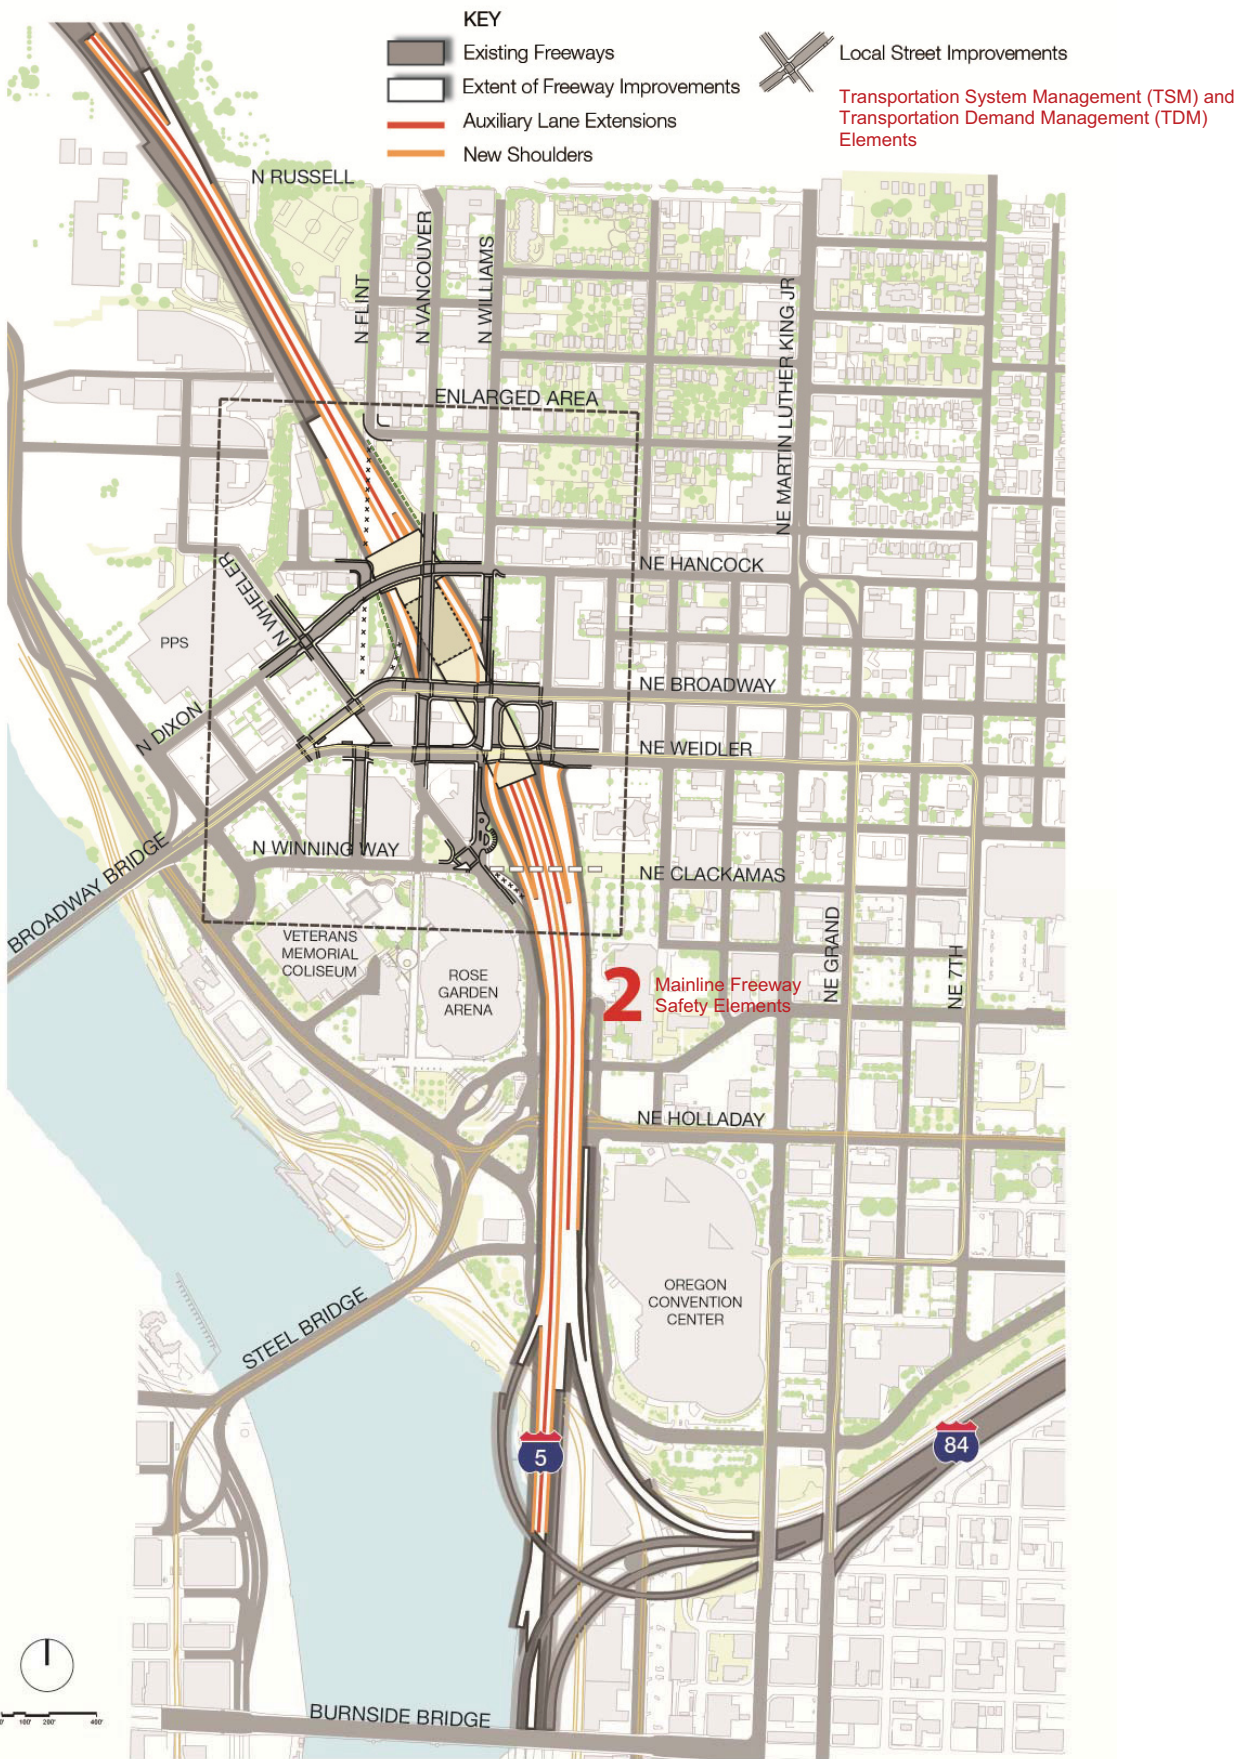 KEY
Existing Freeways
Extent of Freeway Improvements
Auxiliary Lane Extensions
New Shoulders
Local Street Improvements
Transportation System Management (TSM) and
Transportation Demand Management (TDM)
Elements
N RUSSELL
N FLINT
N VANCOUVER
N WILLIAMS
NE MARTIN LUTHER KING JR
ENLARGED AREA
NE HANCOCK
N WHEELER
PPS
NE BROADWAY
N DIXON
NE WEIDLER
N WINNING WAY
NE CLACKAMAS
BROADWAY BRIDGE
VETERANS
MEMORIAL
COLISEUM
ROSE
GARDEN
ARENA
2
Mainline Freeway
Safety Elements
NE GRAND
NE 7TH
NE HOLLADAY
OREGON
CONVENTION
CENTER
STEEL BRIDGE
5
84
BURNSIDE BRIDGE
0' 100' 200' 400'